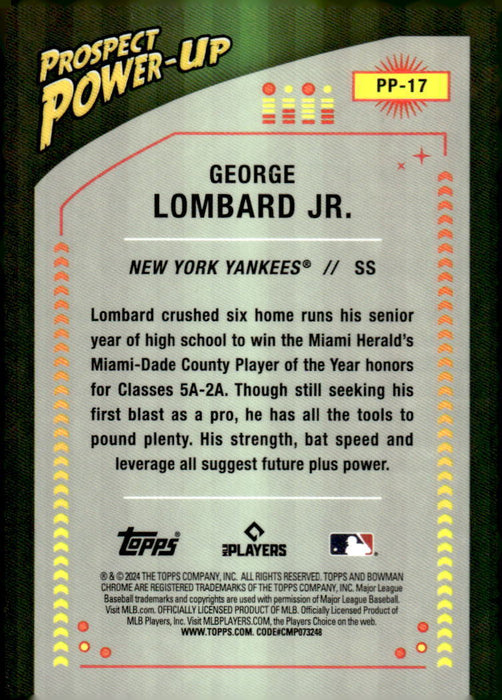 PROSPECT
POWER-UP
PP-17
GEORGE
LOMBARD JR.
NEW YORK YANKEES® // SS
Lombard crushed six home runs his senior
year of high school to win the Miami Herald's
Miami-Dade County Player of the Year honors
for Classes 5A-2A. Though still seeking his
first blast as a pro, he has all the tools to
pound plenty. His strength, bat speed and
leverage all suggest future plus power.
topps® MLB PLAYERS
® & © 2024 THE TOPPS COMPANY, INC. ALL RIGHTS RESERVED. TOPPS AND BOWMAN
CHROME ARE REGISTERED TRADEMARKS OF THE TOPPS COMPANY, INC. Major League
Baseball trademarks and copyrights are used with permission of Major League Baseball.
Visit MLB.com. OFFICIALLY LICENSED PRODUCT OF MLB. Officially Licensed Product of
MLB Players, Inc. Visit MLBPLAYERS.COM, the Players Choice on the web.
WWW.TOPPS.COM. CODE#CMP073248